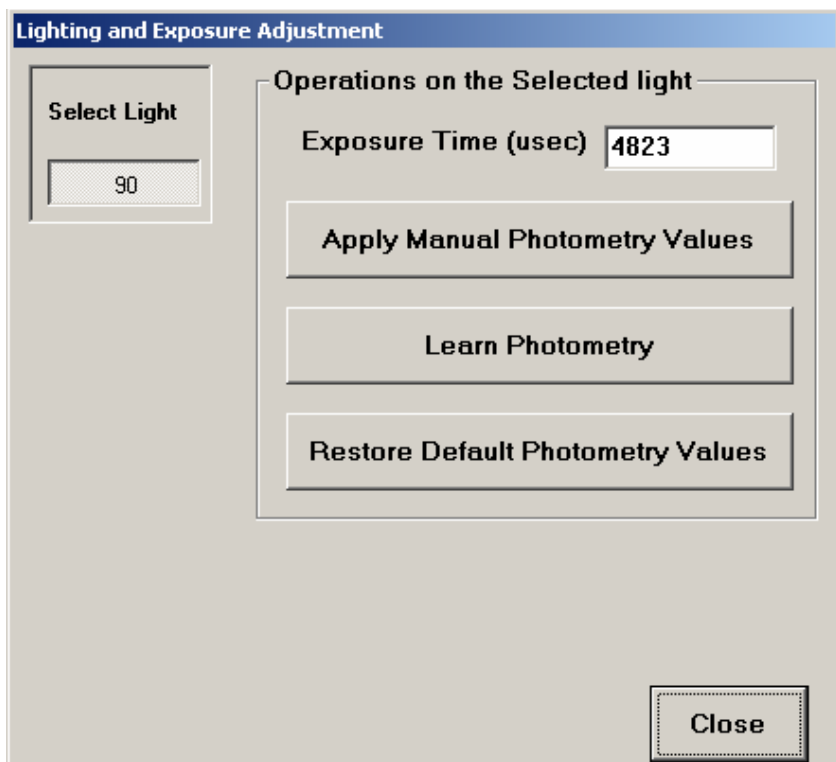 Lighting and Exposure Adjustment
Select Light
90
Operations on the Selected light
Exposure Time (usec) 4823
Apply Manual Photometry Values
Learn Photometry
Restore Default Photometry Values
Close